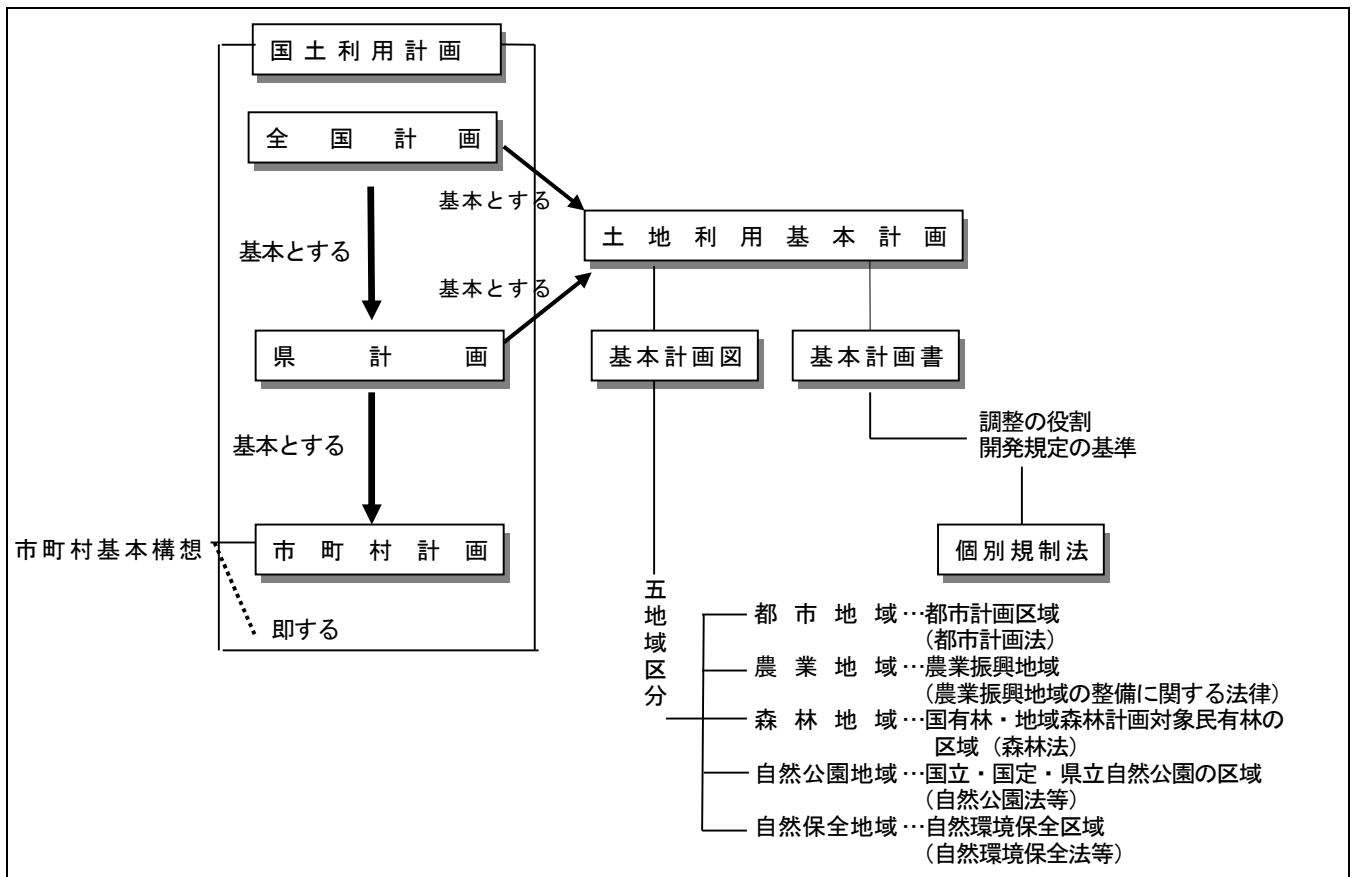 国土利用計画
全国計画
基本とする
土地利用基本計画
基本とする
基本とする
県計画
基本計画図
基本計画書
調整の役割
開発規定の基準
基本とする
市町村基本構想
市町村計画
個別規制法
即する
五地域区分
都市地域…都市計画区域
(都市計画法)
農業地域…農業振興地域
(農業振興地域の整備に関する法律)
森林地域…国有林・地域森林計画対象民有林の
区域(森林法)
自然公園地域…国立・国定・県立自然公園の区域
(自然公園法等)
自然保全地域…自然環境保全区域
(自然環境保全法等)